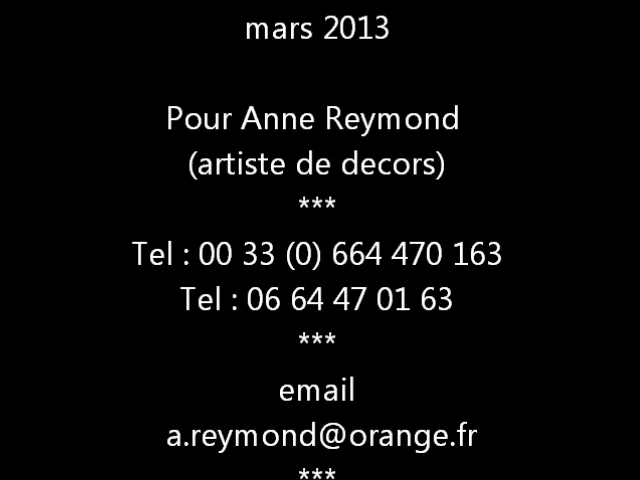 mars 2013
Pour Anne Reymond
(artiste de decors)
***
Tel : 00 33 (0) 664 470 163
Tel : 06 64 47 01 63
***
email
a.reymond@orange.fr
***